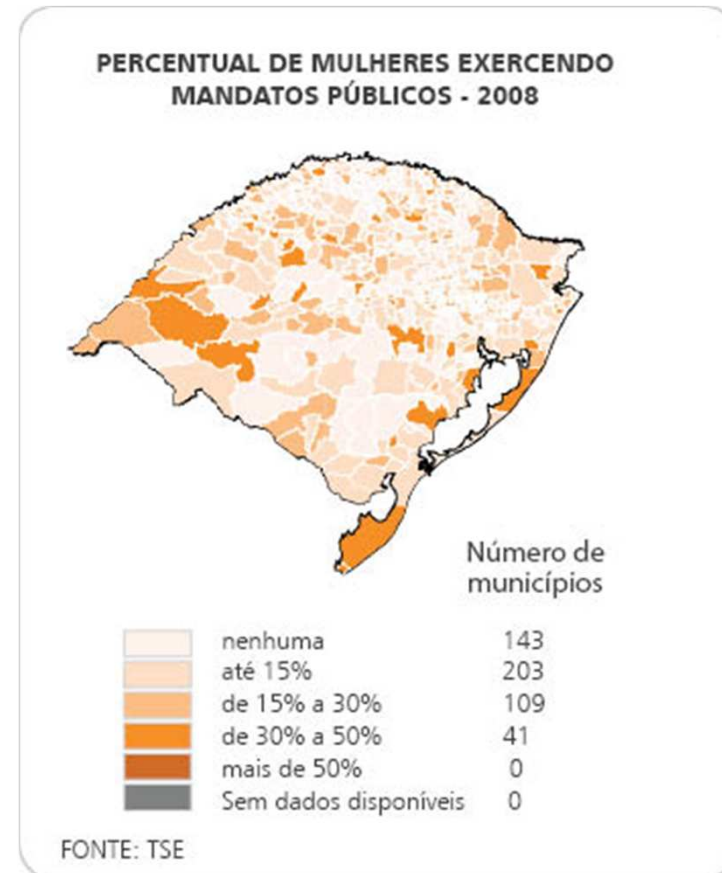 PERCENTUAL DE MULHERES EXERCENDO
MANDATOS PÚBLICOS - 2008
Número de
municípios
nenhuma 143
até 15% 203
de 15% a 30% 109
de 30% a 50% 41
mais de 50% 0
Sem dados disponíveis 0
FONTE: TSE